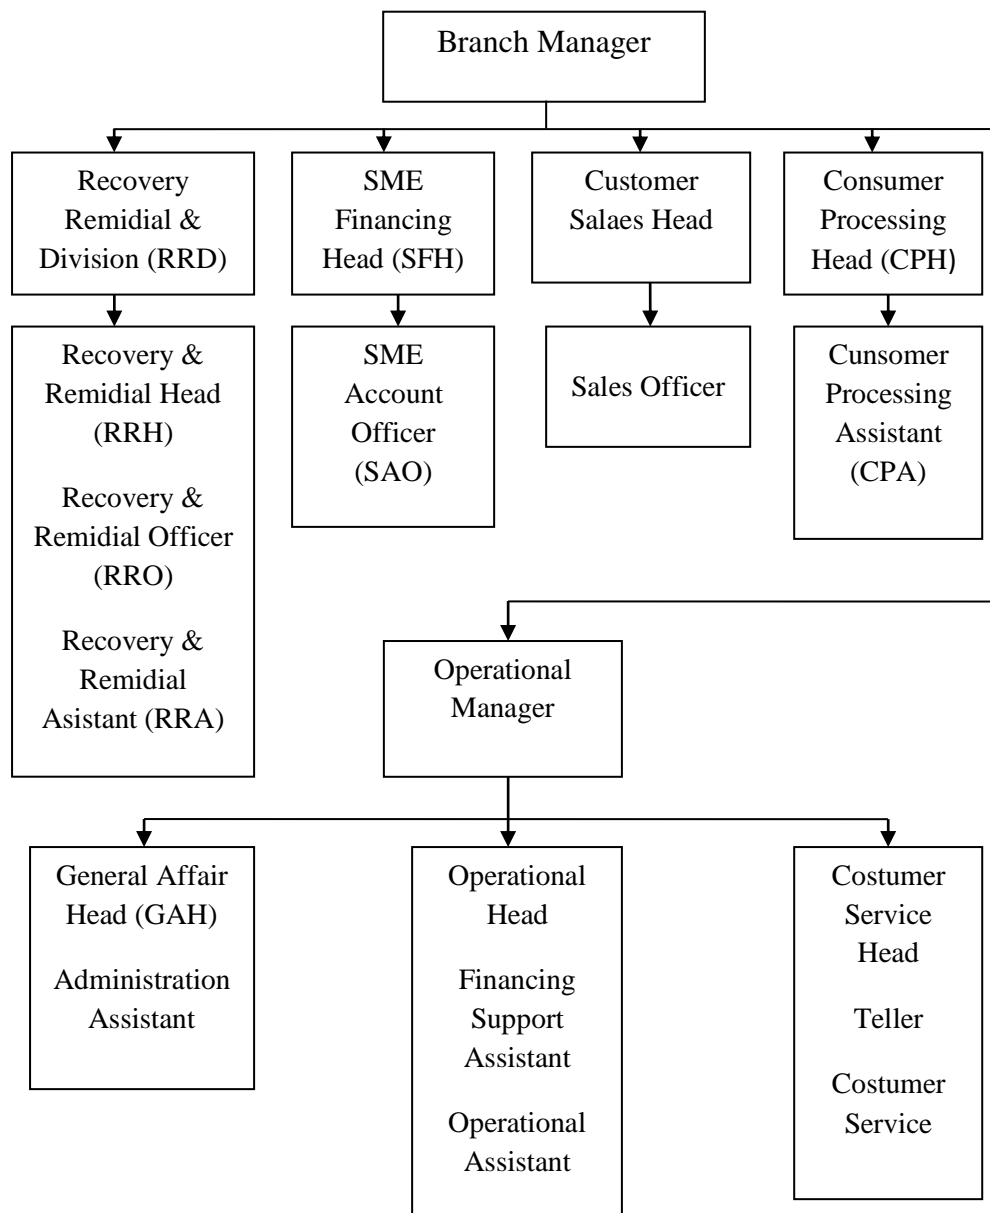 Branch Manager
Recovery
Remidial &
Division (RRD)
SME
Financing
Head (SFH)
Customer
Salaes Head
Consumer
Processing
Head (CPH)
Recovery &
Remidial Head
(RRH)
Recovery &
Remidial Officer
(RRO)
Recovery &
Remidial
Asistant (RRA)
SME
Account
Officer
(SAO)
Sales Officer
Cunsomer
Processing
Assistant
(CPA)
Operational
Manager
General Affair
Head (GAH)
Administration
Assistant
Operational
Head
Financing
Support
Assistant
Operational
Assistant
Costumer
Service
Head
Teller
Costumer
Service